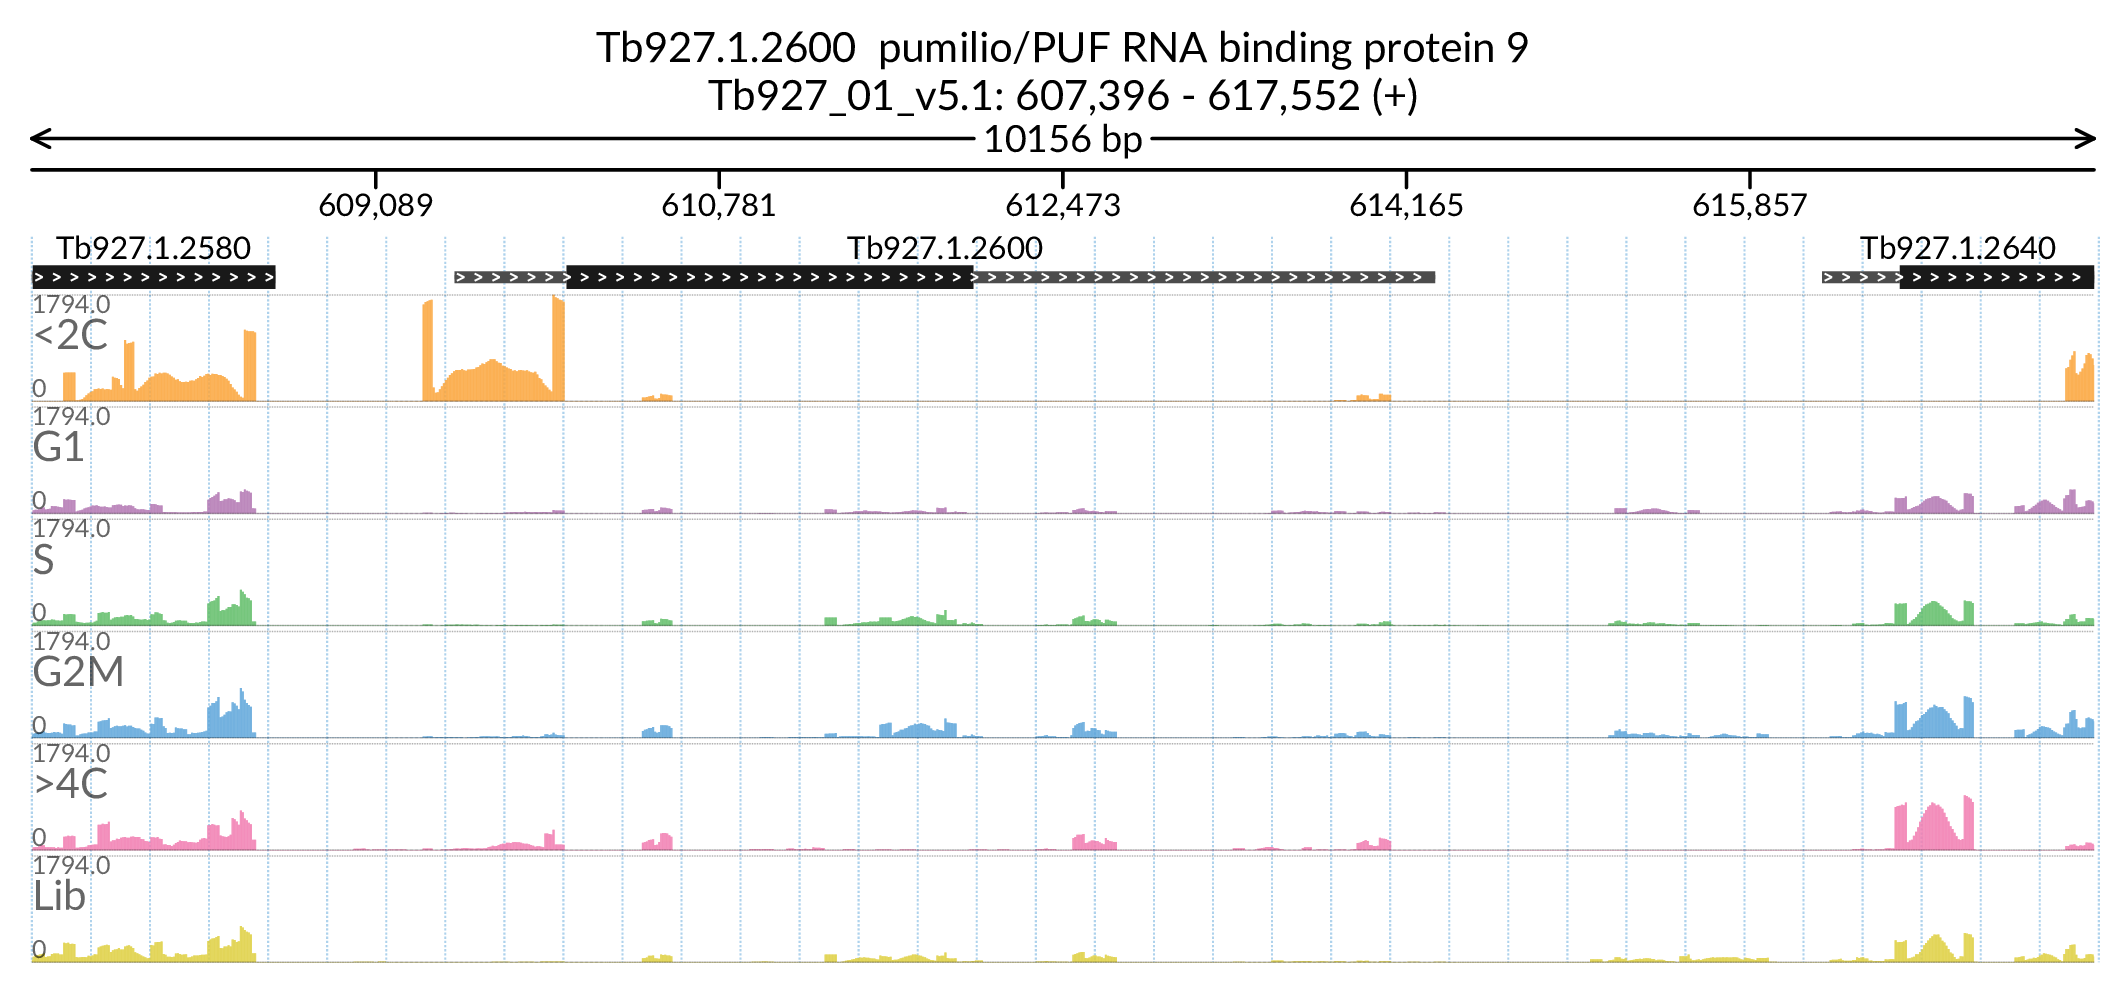 Tb927.1.2600  pumilio/PUF RNA binding protein 9
Tb927_01_v5.1: 607,396 - 617,552 (+)
10156 bp
609,089 610,781 612,473 614,165 615,857
Tb927.1.2580 Tb927.1.2600 Tb927.1.2640
1794.0
<2C
0
1794.0
G1
0
1794.0
S
0
1794.0
G2M
0
1794.0
>4C
0
1794.0
Lib
0